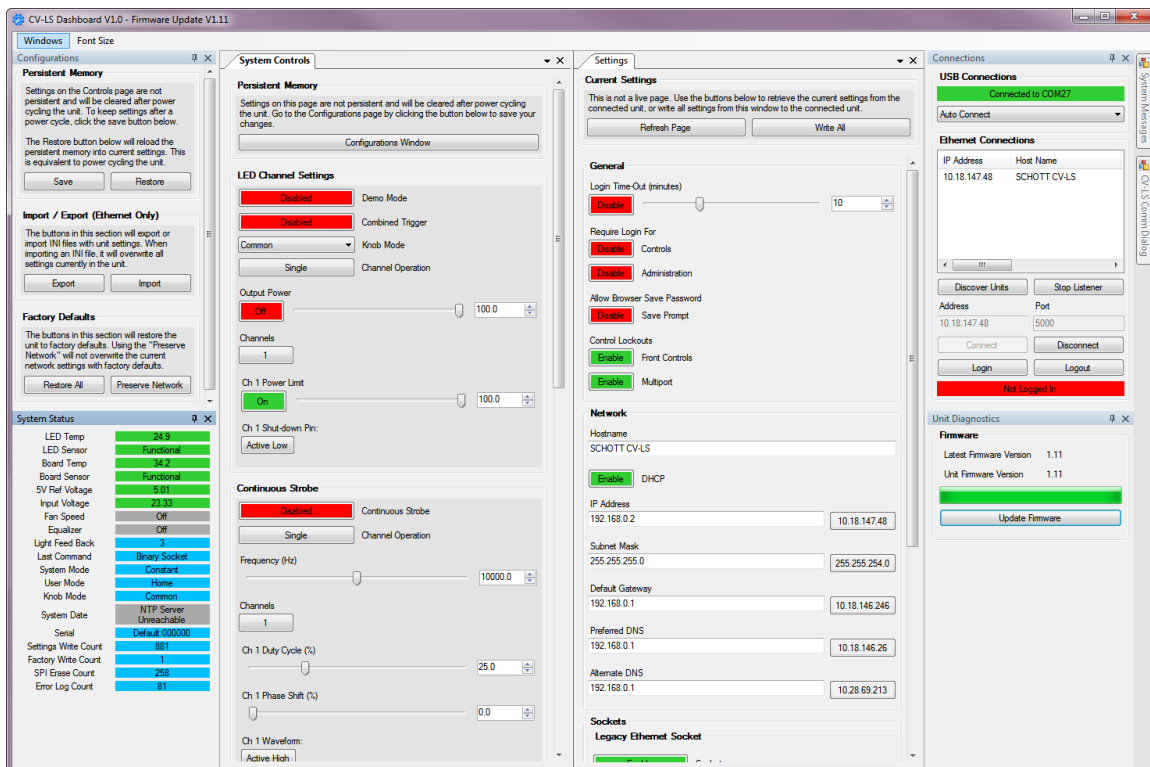 CV-LS Dashboard V1.0 - Firmware Update V1.11
Windows
Font Size
Configurations
Persistent Memory
Settings on the Controls page are not
persistent and will be cleared after power
cycling the unit. To keep settings after a
power cycle, click the save button below.
The Restore button below will reload the
persistent memory into current settings. This
is equivalent to power cycling the unit.
Save
Restore
Import / Export (Ethernet Only)
The buttons in this section will export or
import INI files with unit settings. When
importing an INI file, it will overwrite all
settings currently in the unit.
Export
Import
Factory Defaults
The buttons in this section will restore the
unit to factory defaults. Using the "Preserve
Network" will not overwrite the current
network settings with factory defaults.
Restore All
Preserve Network
System Status
LED Temp 24.9
LED Sensor Functional
Board Temp 34.2
Board Sensor Functional
5V Ref Voltage 5.01
Input Voltage 23.33
Fan Speed Off
Equalizer Off
Light Feed Back 3
Last Command Binary Socket
System Mode Constant
User Mode Home
Knob Mode Common
System Date NTP Server
Unreachable
Serial Default:000000
Settings Write Count 881
Factory Write Count 1
SPI Erase Count 258
Error Log Count 81
System Controls
Persistent Memory
Settings on this page are not persistent and will be cleared after power cycling
the unit. Go to the Configurations page by clicking the button below to save your
changes.
Configurations Window
LED Channel Settings
Disabled Demo Mode
Disabled Combined Trigger
Common Knob Mode
Single Channel Operation
Output Power
Off 100.0
Channels
1
Ch 1 Power Limit
On 100.0
Ch 1 Shut-down Pin:
Active Low
Continuous Strobe
Disabled Continuous Strobe
Single Channel Operation
Frequency (Hz)
10000.0
Channels
1
Ch 1 Duty Cycle (%)
25.0
Ch 1 Phase Shift (%)
0.0
Ch 1 Waveform:
Active High
Settings
Current Settings
This is not a live page. Use the buttons below to retrieve the current settings from the
connected unit, or write all settings from this window to the connected unit.
Refresh Page
Write All
General
Login Time-Out (minutes)
Disable 10
Require Login For
Disable Controls
Disable Administration
Allow Browser Save Password
Disable Save Prompt
Control Lockouts
Enable Front Controls
Enable Multiport
Network
Hostname
SCHOTT CV-LS
Enable DHCP
IP Address
192.168.0.2 10.18.147.48
Subnet Mask
255.255.255.0 255.255.254.0
Default Gateway
192.168.0.1 10.18.146.246
Preferred DNS
192.168.0.1 10.18.146.26
Alternate DNS
192.168.0.1 10.28.69.213
Sockets
Legacy Ethernet Socket
Connections
USB Connections
Connected to COM27
Auto Connect
Ethernet Connections
IP Address Host Name
10.18.147.48 SCHOTT CV-LS
Discover Units
Stop Listener
Address Port
10.18.147.48 5000
Connect
Disconnect
Login
Logout
Not Logged In
Unit Diagnostics
Firmware
Latest Firmware Version 1.11
Unit Firmware Version 1.11
Update Firmware
System Messages
CV-LS Comm Dialog